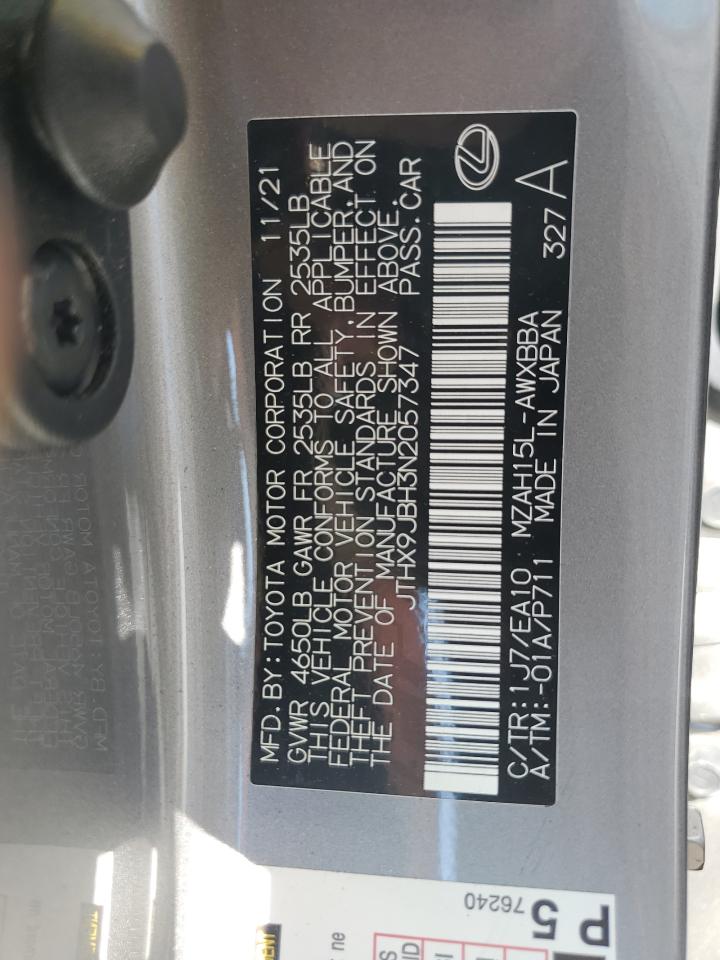 MFD. BY: TOYOTA MOTOR CORPORATION 11/21
GVWR 4650LB GAWR FR 2535LB RR 2535LB
THIS VEHICLE CONFORMS TO ALL APPLICABLE
FEDERAL MOTOR VEHICLE SAFETY, BUMPER, AND
THEFT PREVENTION STANDARDS IN EFFECT ON
THE DATE OF MANUFACTURE SHOWN ABOVE.
JTHX9JBH3N2057347 PASS. CAR
C/TR: 1J7/EA10 MZAH15L-AWXBBA 327 A
A/TM: -01A/P711 MADE IN JAPAN
P 5
76240
ne